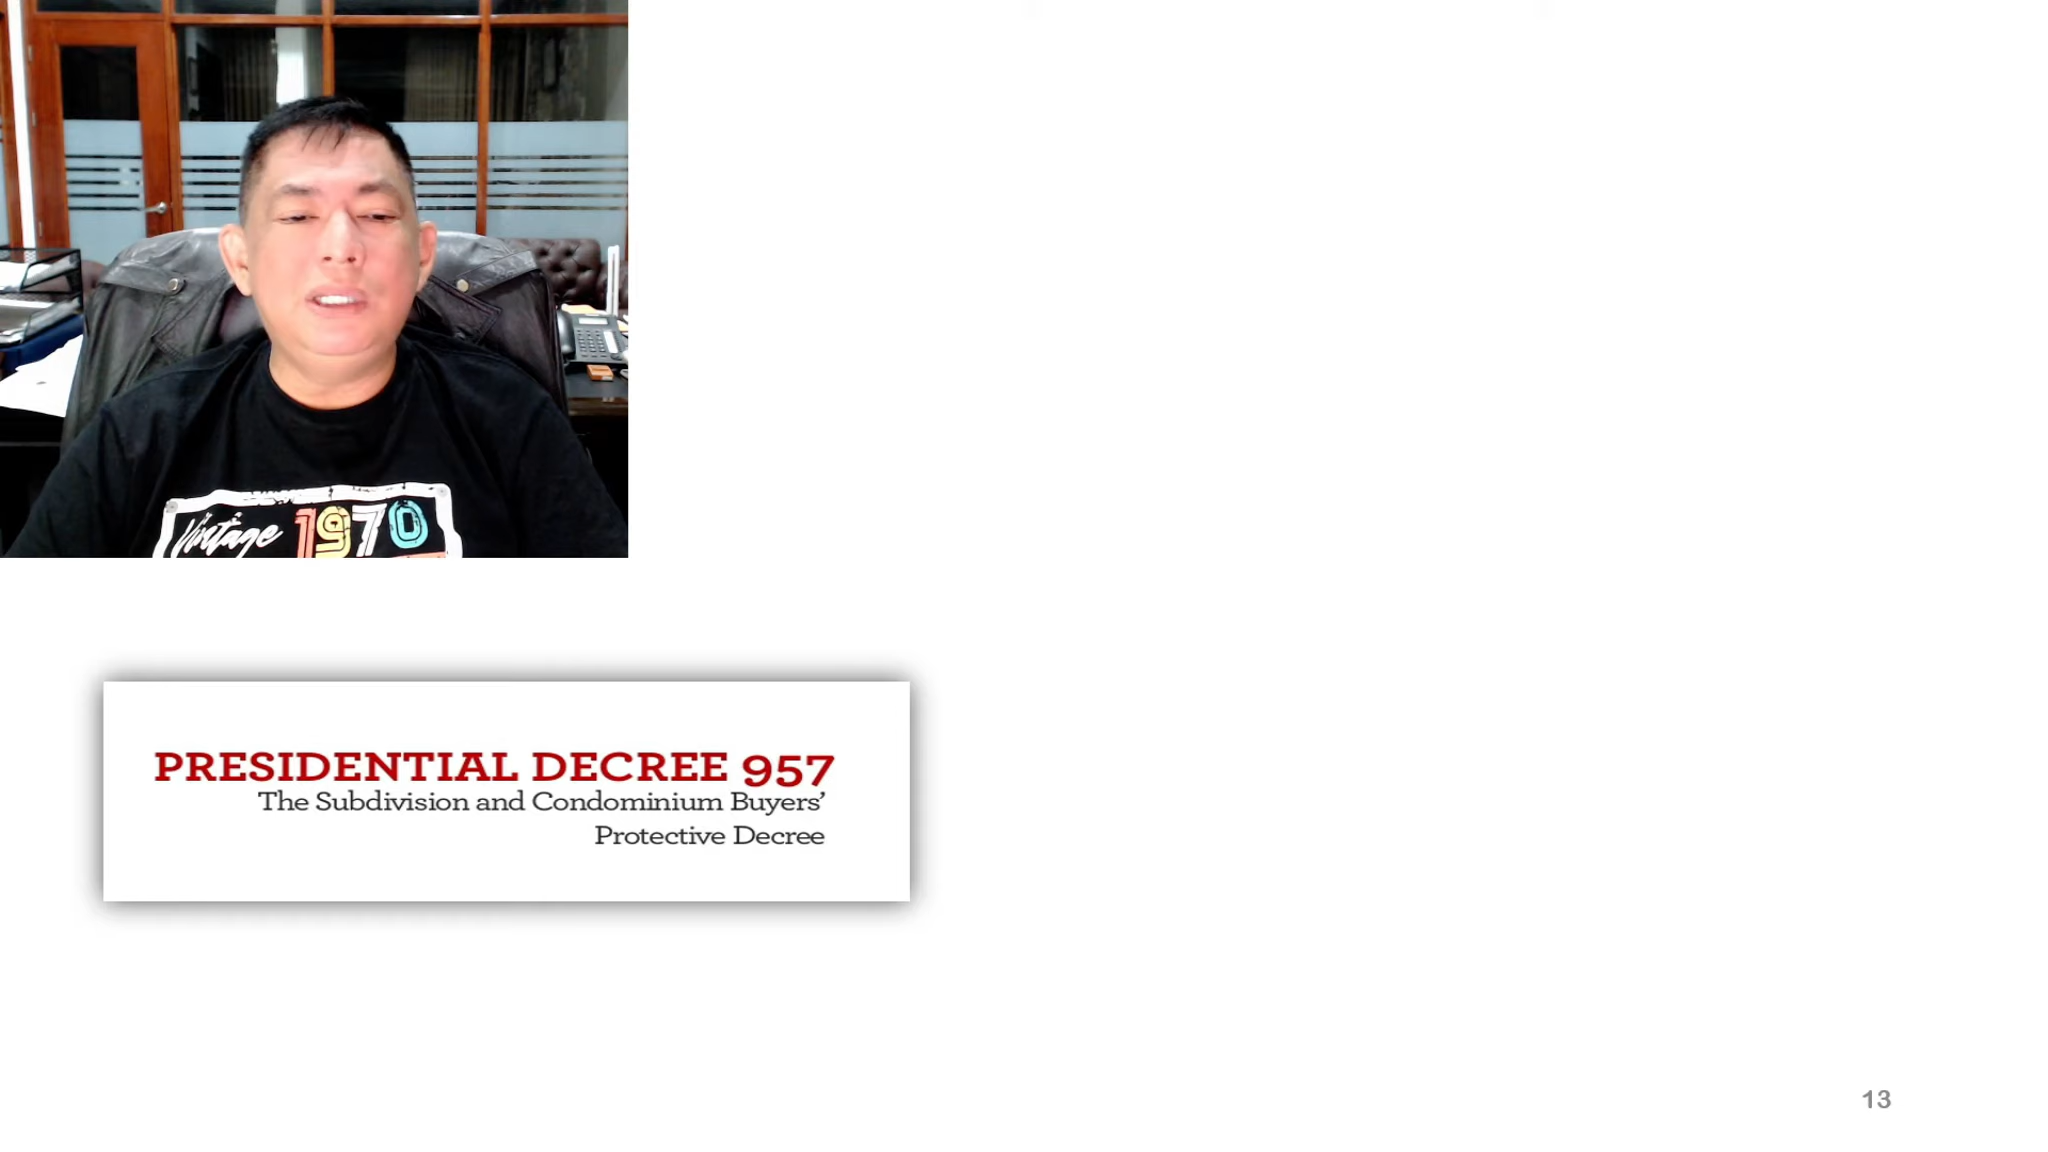 Vintage 1970
PRESIDENTIAL DECREE 957
The Subdivision and Condominium Buyers’
Protective Decree
13